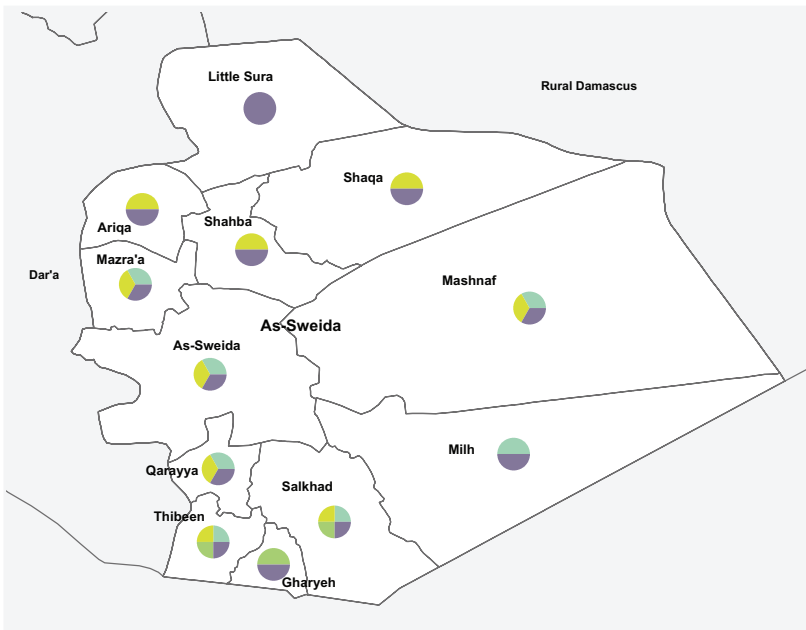 Little Sura
Rural Damascus
Shaqa
Ariqa
Shahba
Mazra'a
Dar'a
Mashnaf
As-Sweida
As-Sweida
Milh
Qarayya
Salkhad
Thibeen
Gharyeh